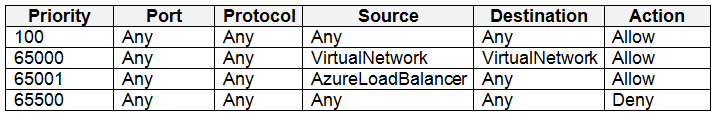 Priority Port Protocol Source Destination Action
100 Any Any Any Any Allow
65000 Any Any VirtualNetwork VirtualNetwork Allow
65001 Any Any AzureLoadBalancer Any Allow
65500 Any Any Any Any Deny